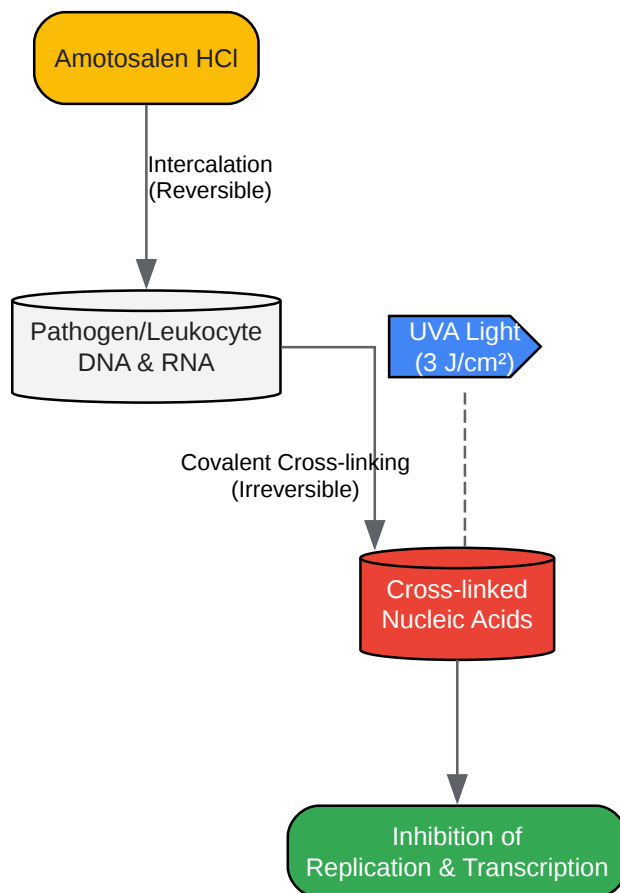 Amotosalen HCl
Intercalation
(Reversible)
Pathogen/Leukocyte
DNA & RNA
UVA Light
(3 J/cm²)
Covalent Cross-linking
(Irreversible)
Cross-linked
Nucleic Acids
Inhibition of
Replication & Transcription